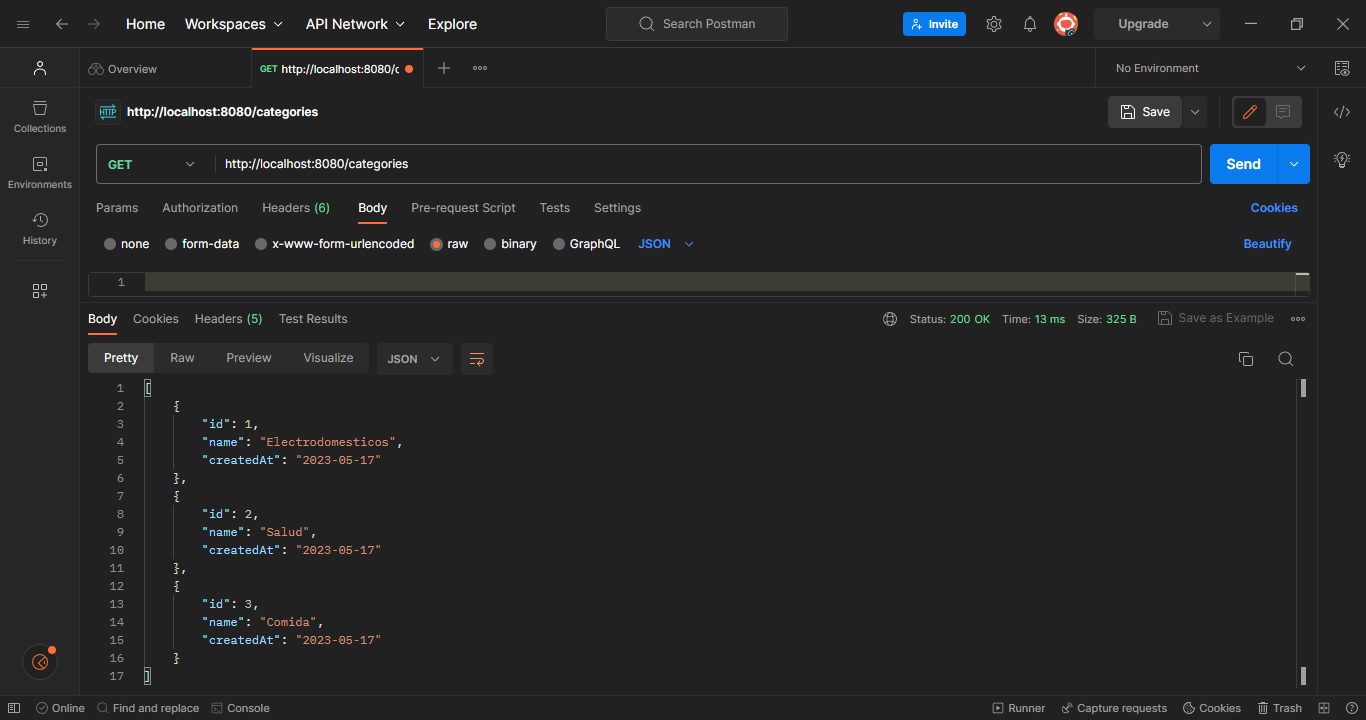 Home Workspaces API Network Explore Search Postman Invite Upgrade
Overview GET http://localhost:8080/c No Environment
HTTP http://localhost:8080/categories Save
Collections
GET http://localhost:8080/categories Send
Environments
Params Authorization Headers (6) Body Pre-request Script Tests Settings Cookies
History
none form-data x-www-form-urlencoded raw binary GraphQL JSON Beautify
1
Body Cookies Headers (5) Test Results Status: 200 OK Time: 13 ms Size: 325 B Save as Example
Pretty Raw Preview Visualize JSON
1 [
2 {
3 "id": 1,
4 "name": "Electrodomesticos",
5 "createdAt": "2023-05-17"
6 },
7 {
8 "id": 2,
9 "name": "Salud",
10 "createdAt": "2023-05-17"
11 },
12 {
13 "id": 3,
14 "name": "Comida",
15 "createdAt": "2023-05-17"
16 }
17 ]
Online Find and replace Console Runner Capture requests Cookies Trash